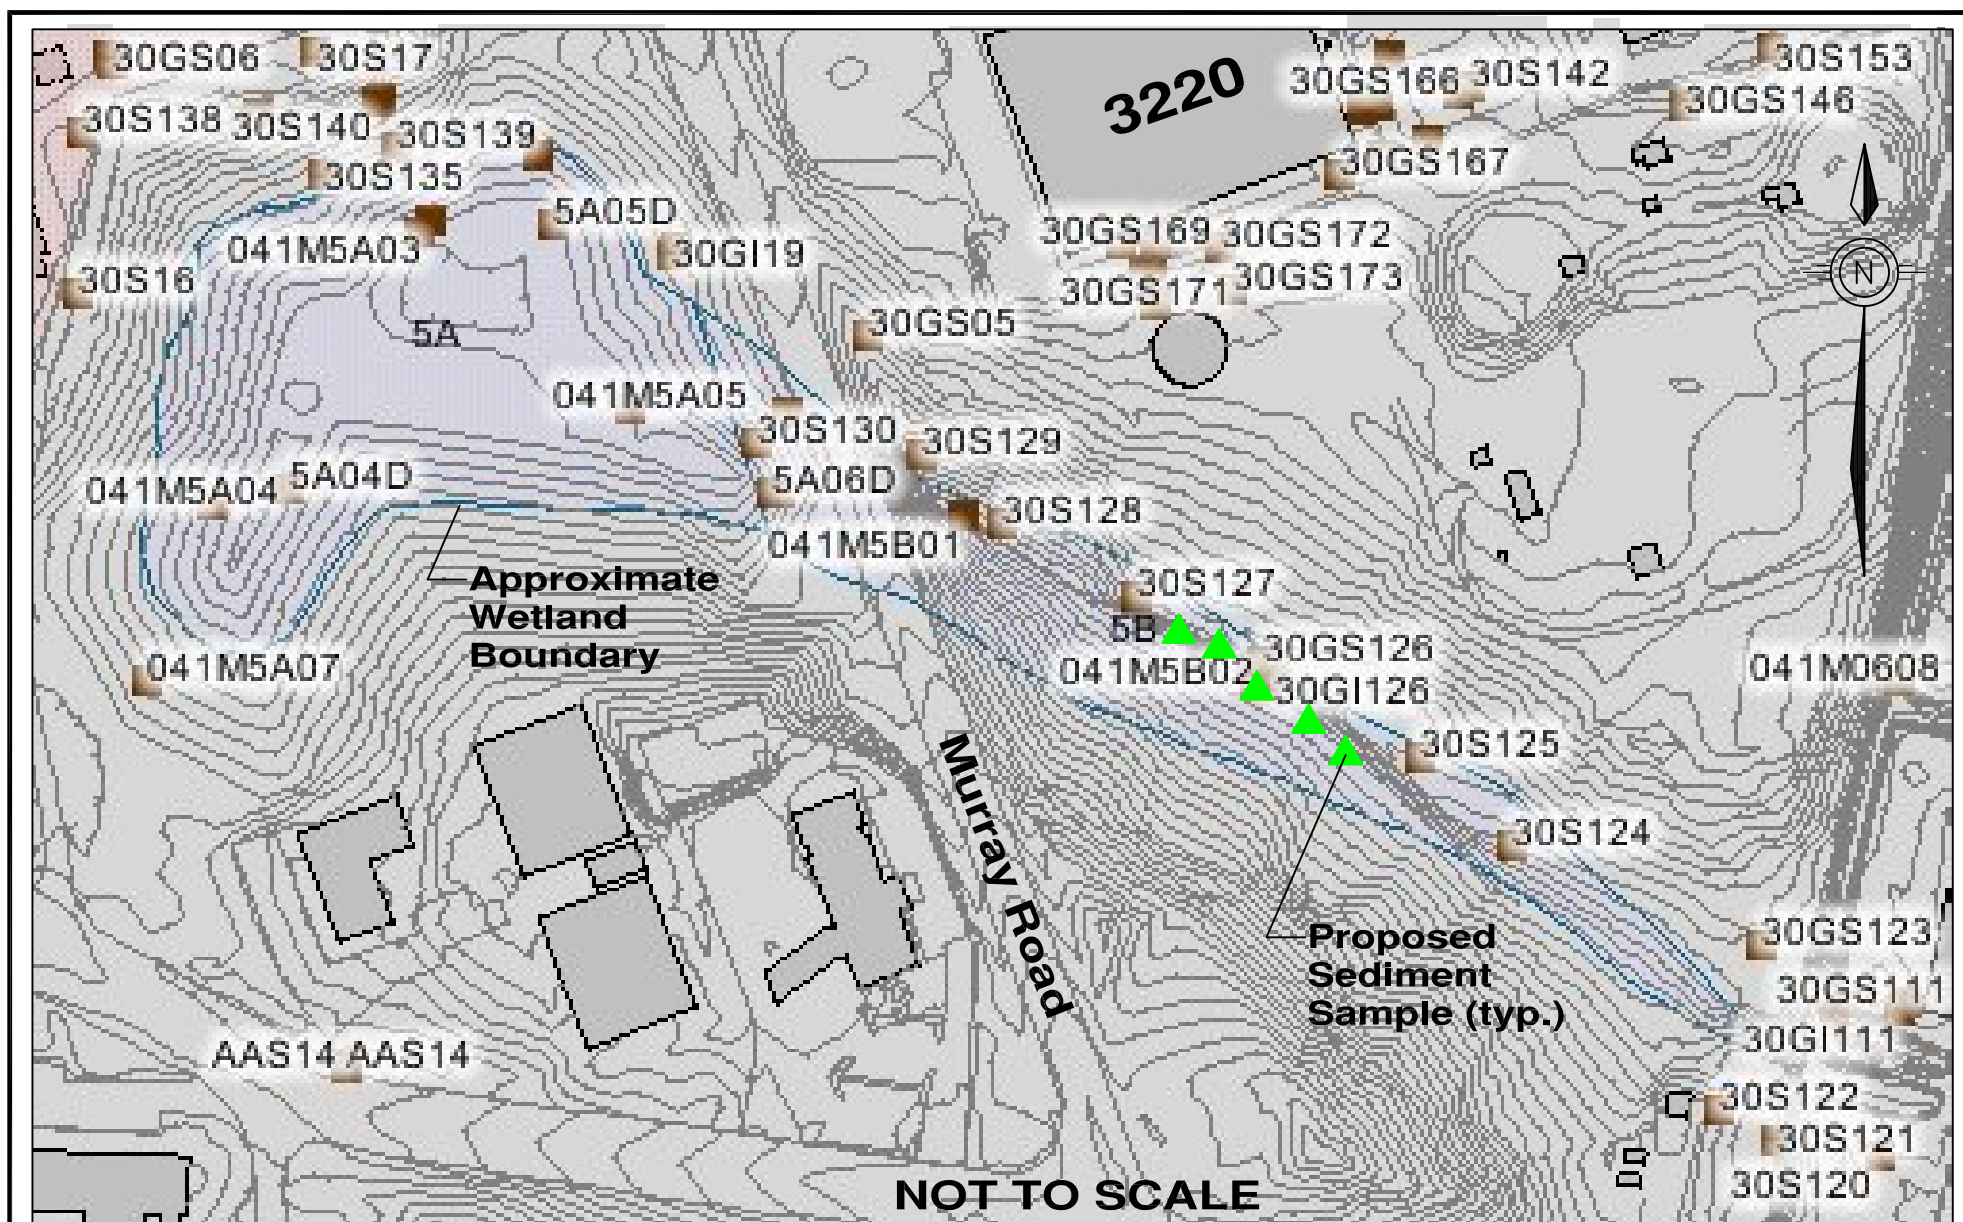 30GS06
30S17
3220
30GS166
30S142
30S153
30GS146
30S138
30S140
30S139
30GS167
30S135
5A05D
041M5A03
30GI19
30GS169
30GS172
30S16
30GS171
30GS173
N
30GS05
5A
041M5A05
30S130
30S129
5A06D
041M5A04
5A04D
30S128
041M5B01
Approximate
Wetland
Boundary
30S127
5B
30GS126
041M5B02
30GI126
041M5A07
041M0608
30S125
Murray Road
30S124
Proposed
Sediment
Sample (typ.)
30GS123
30GS111
30GI111
AAS14
AAS14
30S122
30S121
30S120
NOT TO SCALE